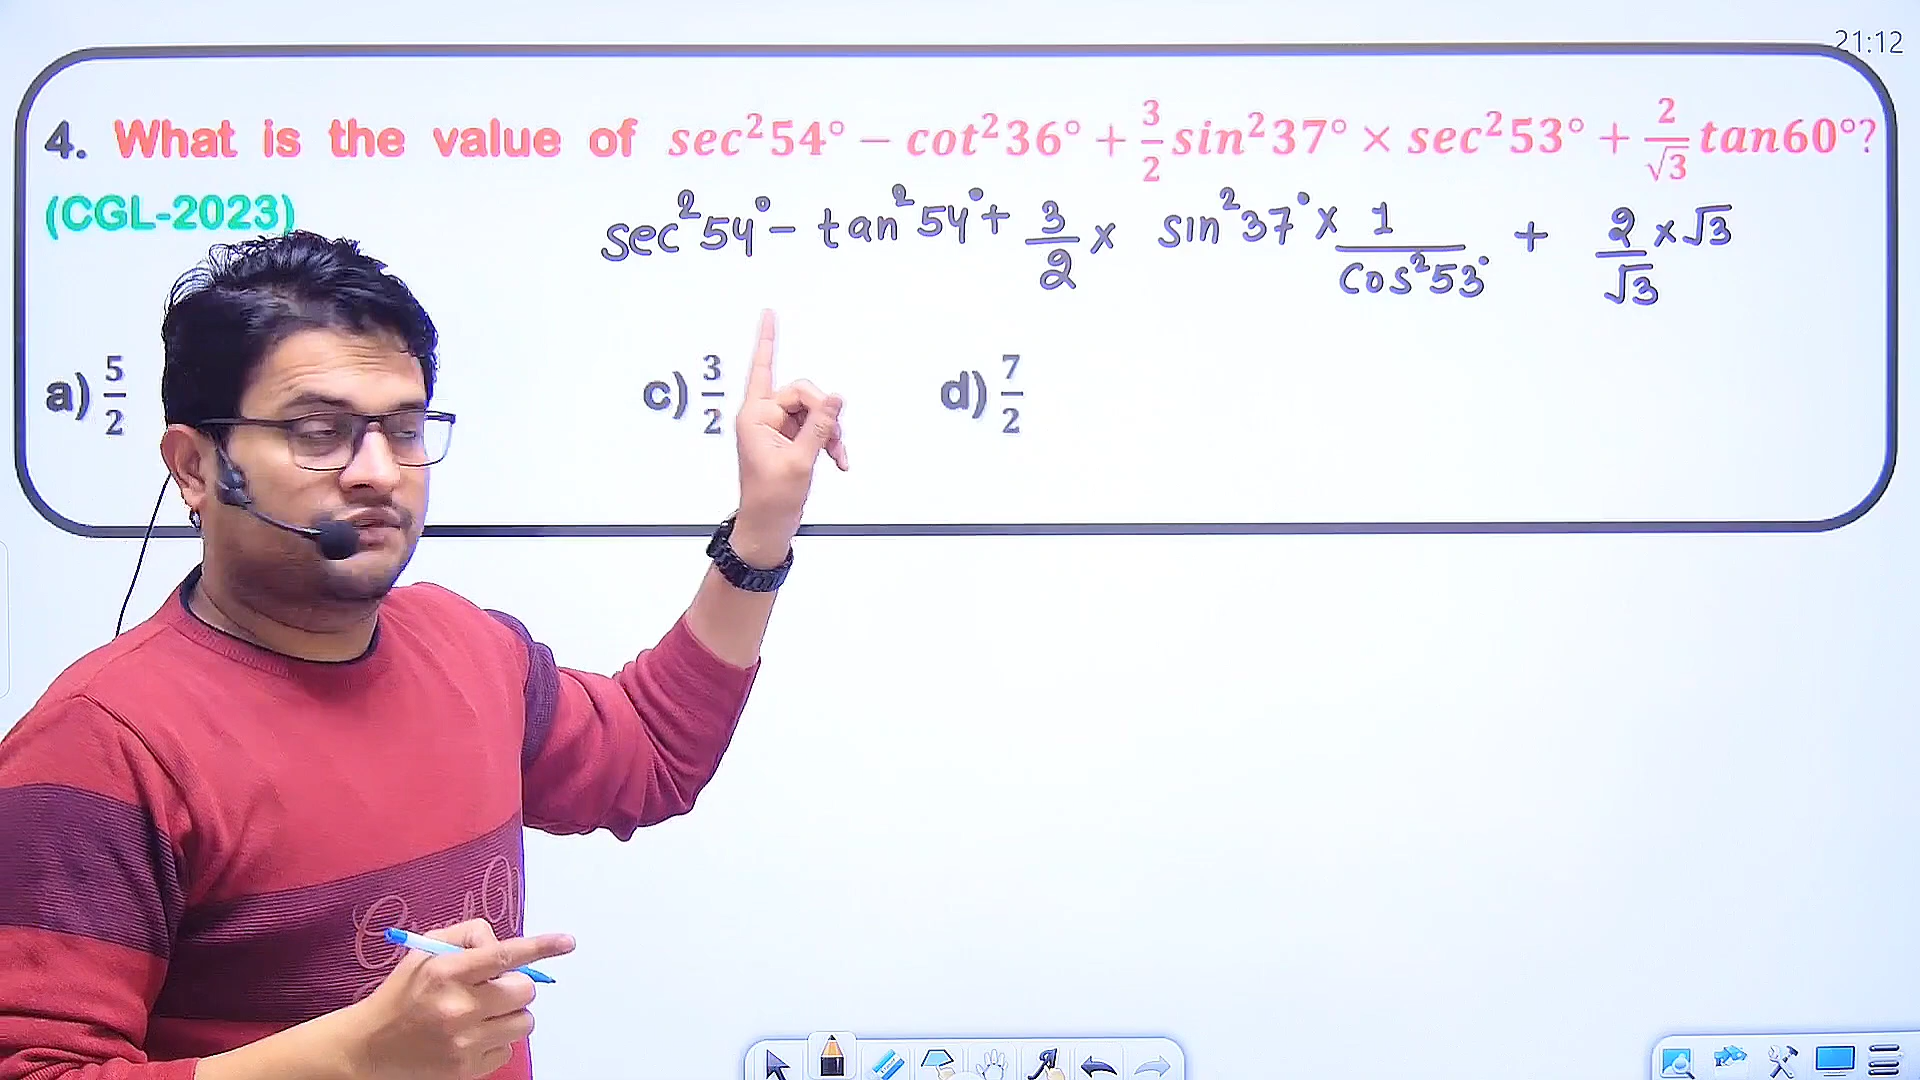 21:12
4. What is the value of sec²54° − cot²36° + 3/2 sin²37° × sec²53° + 2/√3 tan60°?
(CGL-2023)
sec²54° − tan²54° + 3/2 × sin²37° × 1/cos²53° + 2/√3 × √3
a) 5/2 c) 3/2 d) 7/2